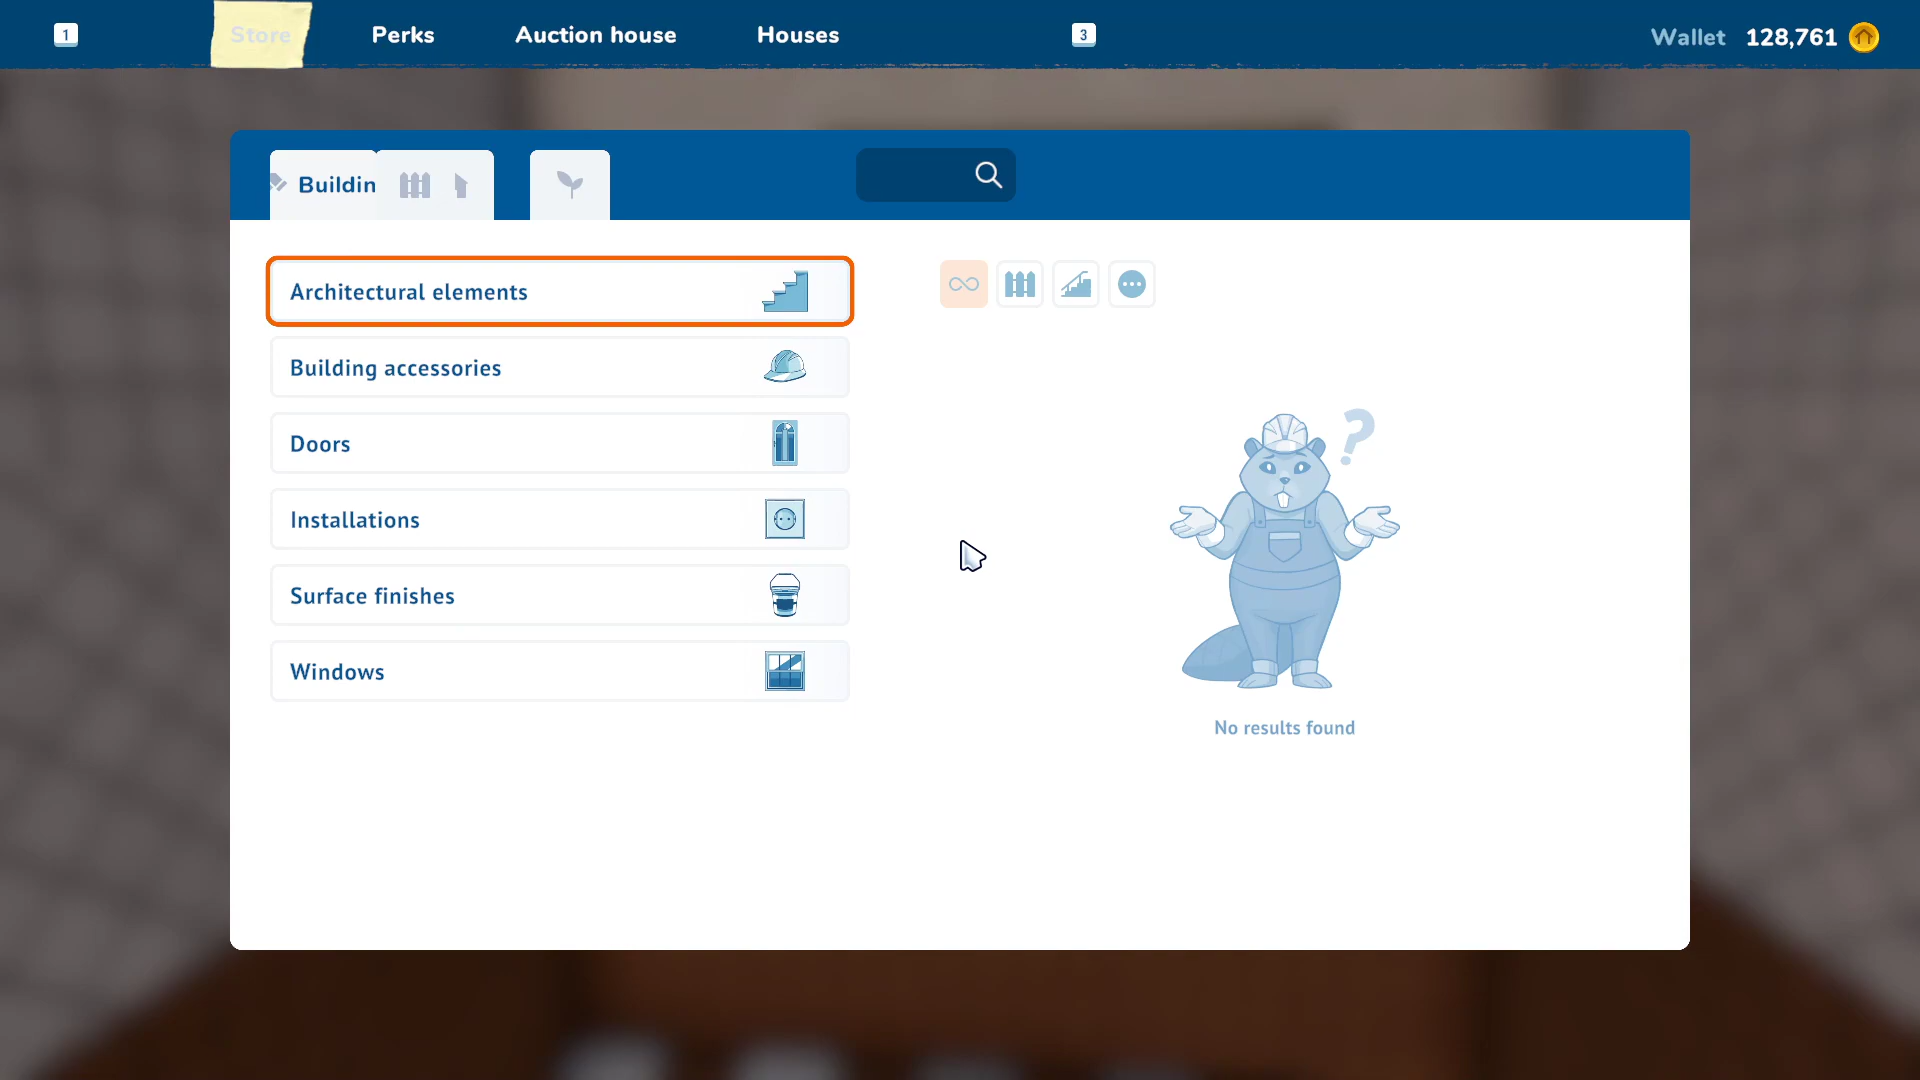 1
Store
Perks
Auction house
Houses
3
Wallet 128,761
Buildin
Architectural elements
Building accessories
Doors
Installations
Surface finishes
Windows
?
No results found